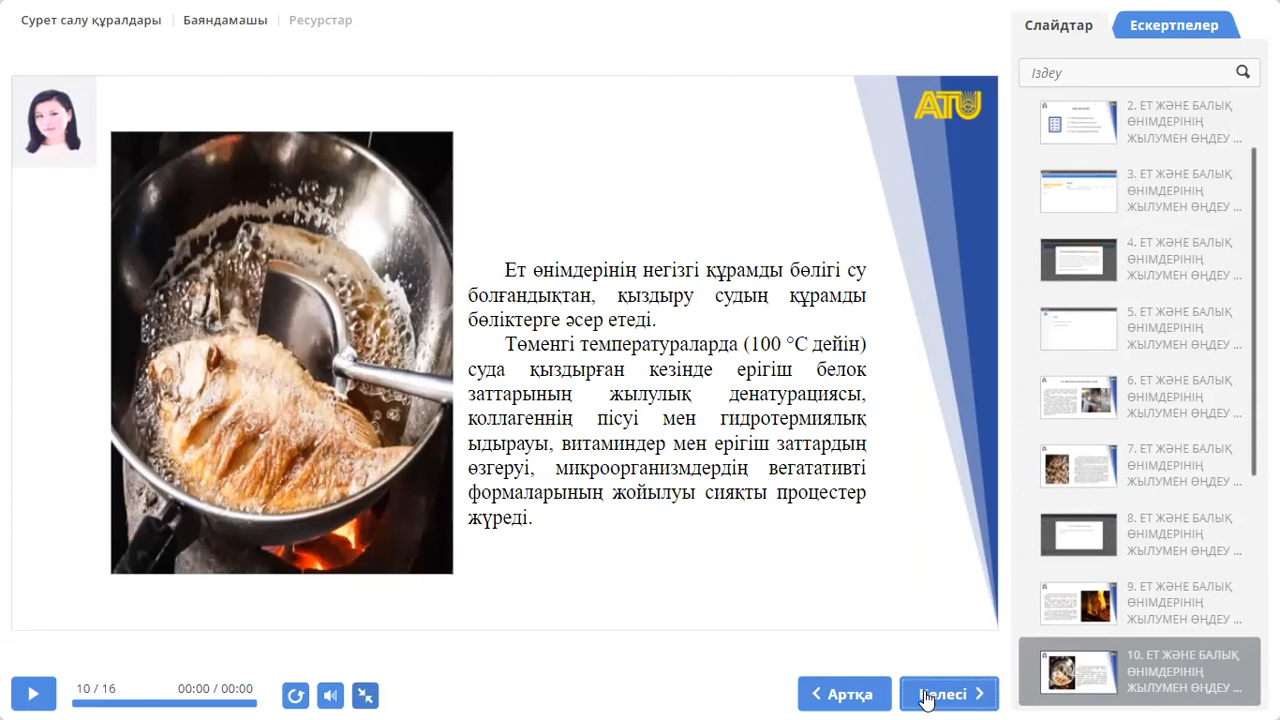 Сурет салу құралдары
Баяндамашы
Ресурстар
Слайдтар
Ескертпелер
Іздеу
ATU
Ет өнімдерінің негізгі құрамды бөлігі су
болғандықтан, қыздыру судың құрамды
бөліктерге әсер етеді.
Төменгі температураларда (100 °С дейін)
суда қыздырған кезінде ерігіш белок
заттарының жылулық денатурациясы,
коллагеннің пісуі мен гидротермиялық
ыдырауы, витаминдер мен ерігіш заттардың
өзгеруі, микроорганизмдердің вегатативті
формаларының жойылуы сияқты процестер
жүреді.
2. ЕТ ЖӘНЕ БАЛЫҚ
ӨНІМДЕРІНІҢ
ЖЫЛУМЕН ӨҢДЕУ ...
3. ЕТ ЖӘНЕ БАЛЫҚ
ӨНІМДЕРІНІҢ
ЖЫЛУМЕН ӨҢДЕУ ...
4. ЕТ ЖӘНЕ БАЛЫҚ
ӨНІМДЕРІНІҢ
ЖЫЛУМЕН ӨҢДЕУ ...
5. ЕТ ЖӘНЕ БАЛЫҚ
ӨНІМДЕРІНІҢ
ЖЫЛУМЕН ӨҢДЕУ ...
6. ЕТ ЖӘНЕ БАЛЫҚ
ӨНІМДЕРІНІҢ
ЖЫЛУМЕН ӨҢДЕУ ...
7. ЕТ ЖӘНЕ БАЛЫҚ
ӨНІМДЕРІНІҢ
ЖЫЛУМЕН ӨҢДЕУ ...
8. ЕТ ЖӘНЕ БАЛЫҚ
ӨНІМДЕРІНІҢ
ЖЫЛУМЕН ӨҢДЕУ ...
9. ЕТ ЖӘНЕ БАЛЫҚ
ӨНІМДЕРІНІҢ
ЖЫЛУМЕН ӨҢДЕУ ...
10. ЕТ ЖӘНЕ БАЛЫҚ
ӨНІМДЕРІНІҢ
ЖЫЛУМЕН ӨҢДЕУ ...
10 / 16
00:00 / 00:00
Артқа